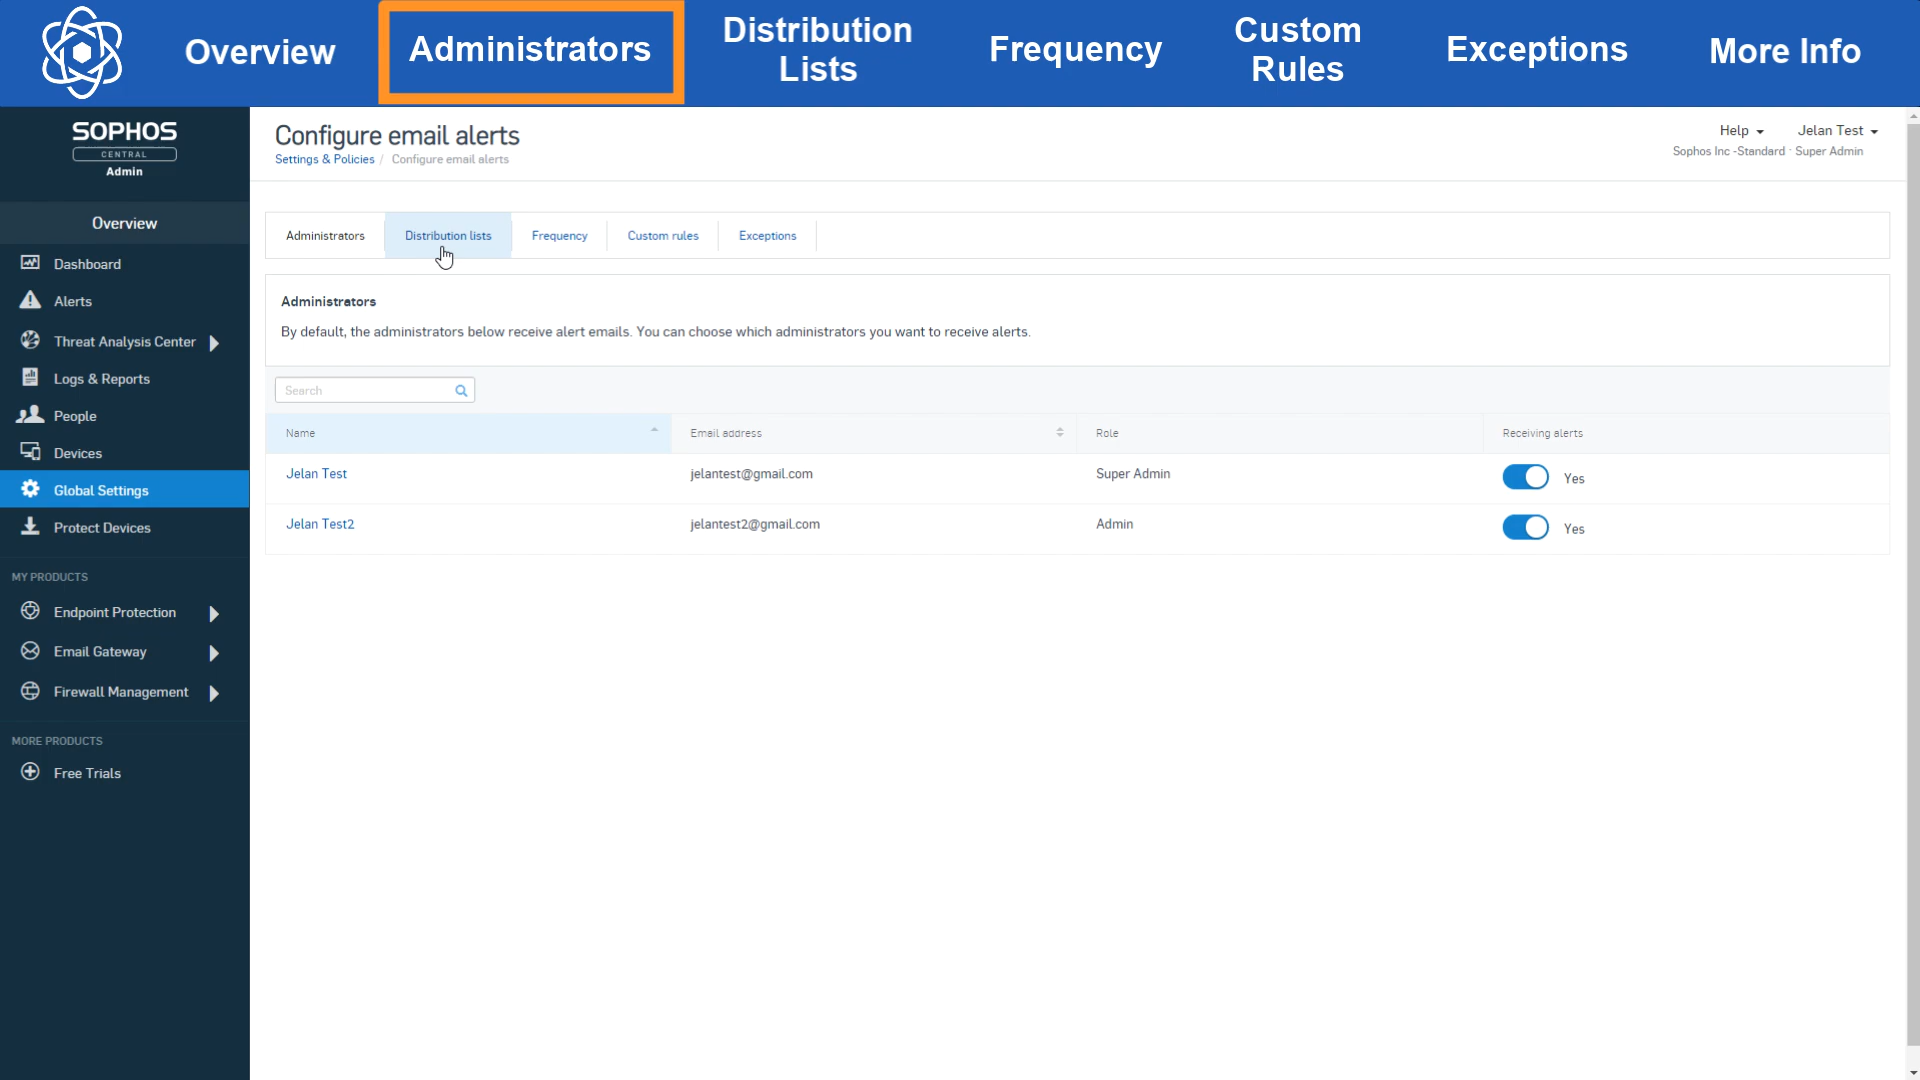 Overview
Administrators
Distribution
Lists
Frequency
Custom
Rules
Exceptions
More Info
SOPHOS
CENTRAL
Admin
Configure email alerts
Settings & Policies / Configure email alerts
Help
Jelan Test
Sophos Inc -Standard · Super Admin
Overview
Dashboard
Alerts
Threat Analysis Center
Logs & Reports
People
Devices
Global Settings
Protect Devices
MY PRODUCTS
Endpoint Protection
Email Gateway
Firewall Management
MORE PRODUCTS
Free Trials
Administrators
Distribution lists
Frequency
Custom rules
Exceptions
Administrators
By default, the administrators below receive alert emails. You can choose which administrators you want to receive alerts.
Search
Name Email address Role Receiving alerts
Jelan Test jelantest@gmail.com Super Admin Yes
Jelan Test2 jelantest2@gmail.com Admin Yes